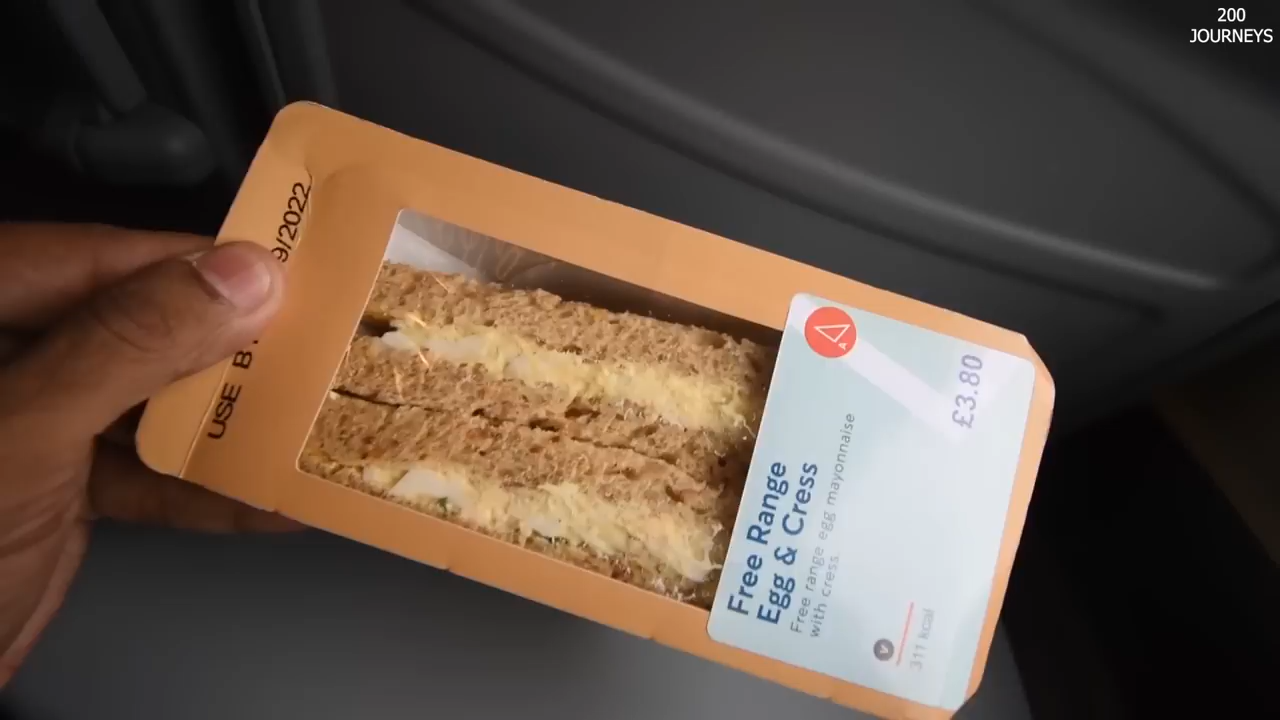 200
JOURNEYS
USE BY
9/2022
£3.80
Free Range
Egg & Cress
Free range egg mayonnaise
with cress.
V
311 kcal
A